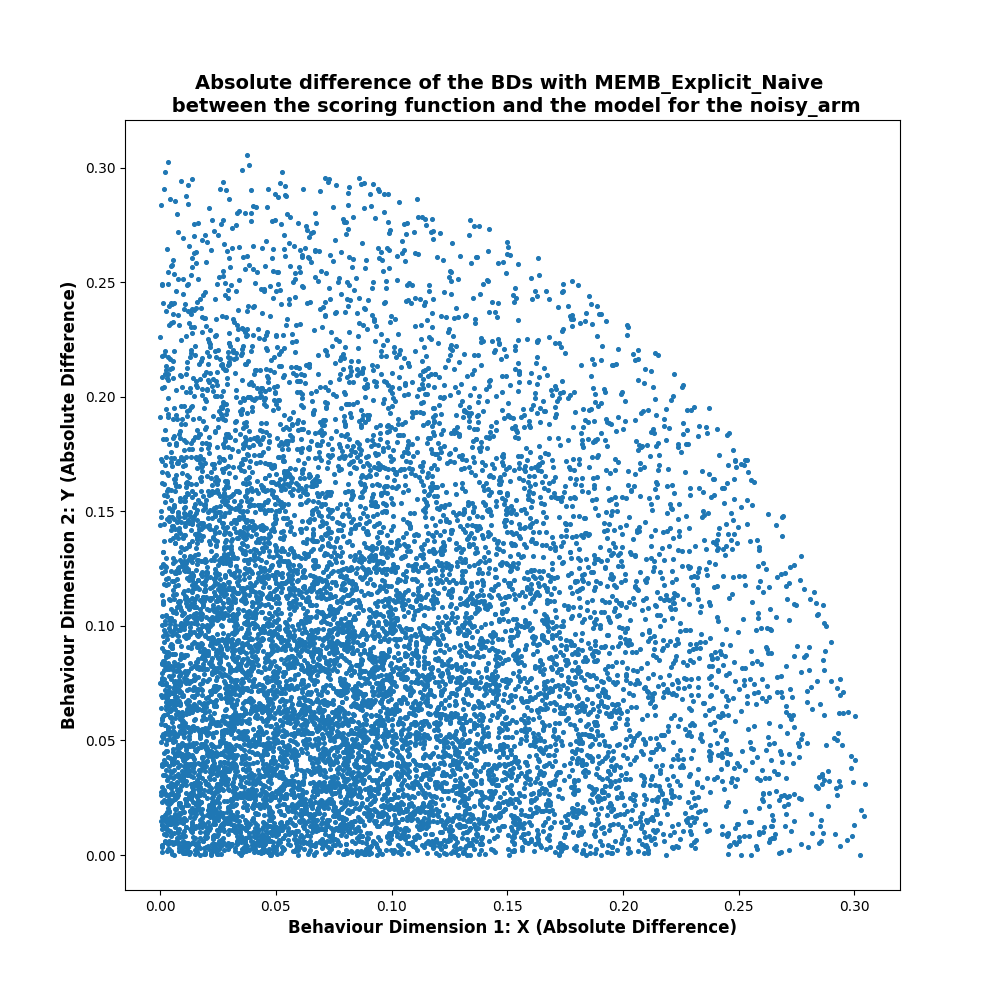 Absolute difference of the BDs with MEMB_Explicit_Naive
between the scoring function and the model for the noisy_arm
Behaviour Dimension 2: Y (Absolute Difference)
0.30
0.25
0.20
0.15
0.10
0.05
0.00
0.00 0.05 0.10 0.15 0.20 0.25 0.30
Behaviour Dimension 1: X (Absolute Difference)